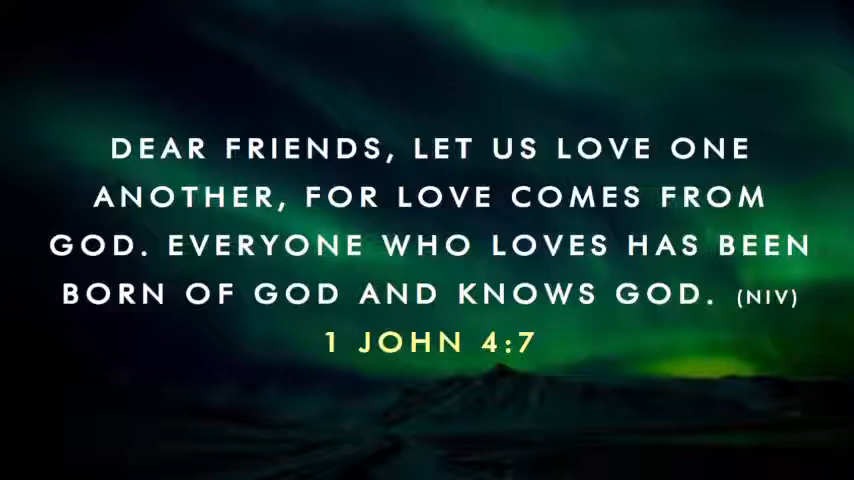 DEAR FRIENDS, LET US LOVE ONE
ANOTHER, FOR LOVE COMES FROM
GOD. EVERYONE WHO LOVES HAS BEEN
BORN OF GOD AND KNOWS GOD. (NIV)
1 JOHN 4:7